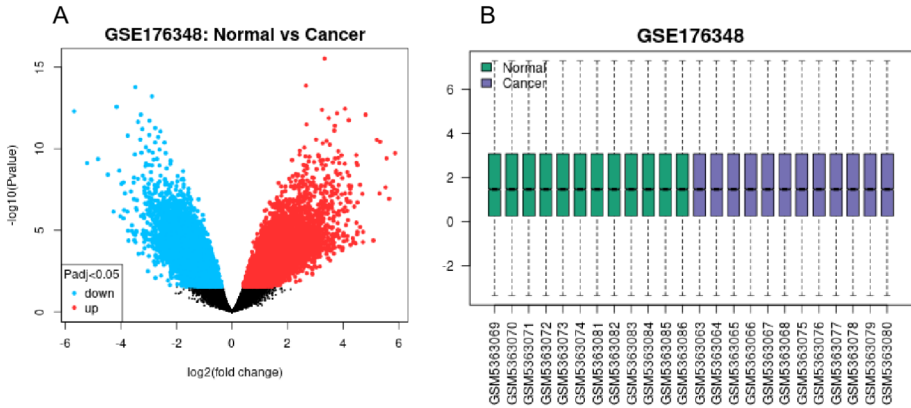 A
GSE176348: Normal vs Cancer
-log10(Pvalue)
15
10
5
0
Padj<0.05
down
up
-6
-4
-2
0
2
4
6
log2(fold change)
B
GSE176348
Normal
Cancer
6
4
2
0
-2
GSM5363069
GSM5363070
GSM5363071
GSM5363072
GSM5363073
GSM5363074
GSM5363081
GSM5363082
GSM5363083
GSM5363084
GSM5363085
GSM5363086
GSM5363063
GSM5363064
GSM5363065
GSM5363066
GSM5363067
GSM5363068
GSM5363075
GSM5363076
GSM5363077
GSM5363078
GSM5363079
GSM5363080